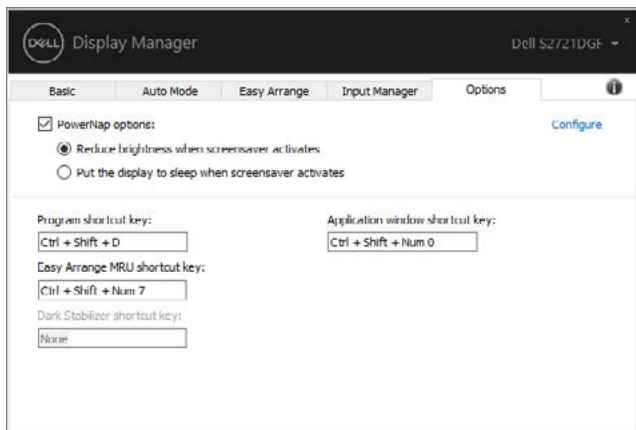 DELL Display Manager
Dell S2721DGF
Basic
Auto Mode
Easy Arrange
Input Manager
Options
PowerNap options:
Configure
Reduce brightness when screensaver activates
Put the display to sleep when screensaver activates
Program shortcut key:
Application window shortcut key:
Ctrl + Shift + D
Ctrl + Shift + Num 0
Easy Arrange MRU shortcut key:
Ctrl + Shift + Num 7
Dark Stabilizer shortcut key:
None